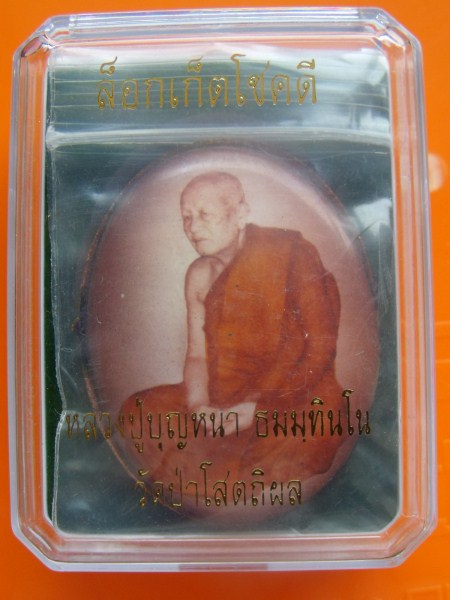 ล็อกเก็ตโชคดี
หลวงปู่บุญหนา ธมฺมทินฺโน
วัดป่าโสตถิผล